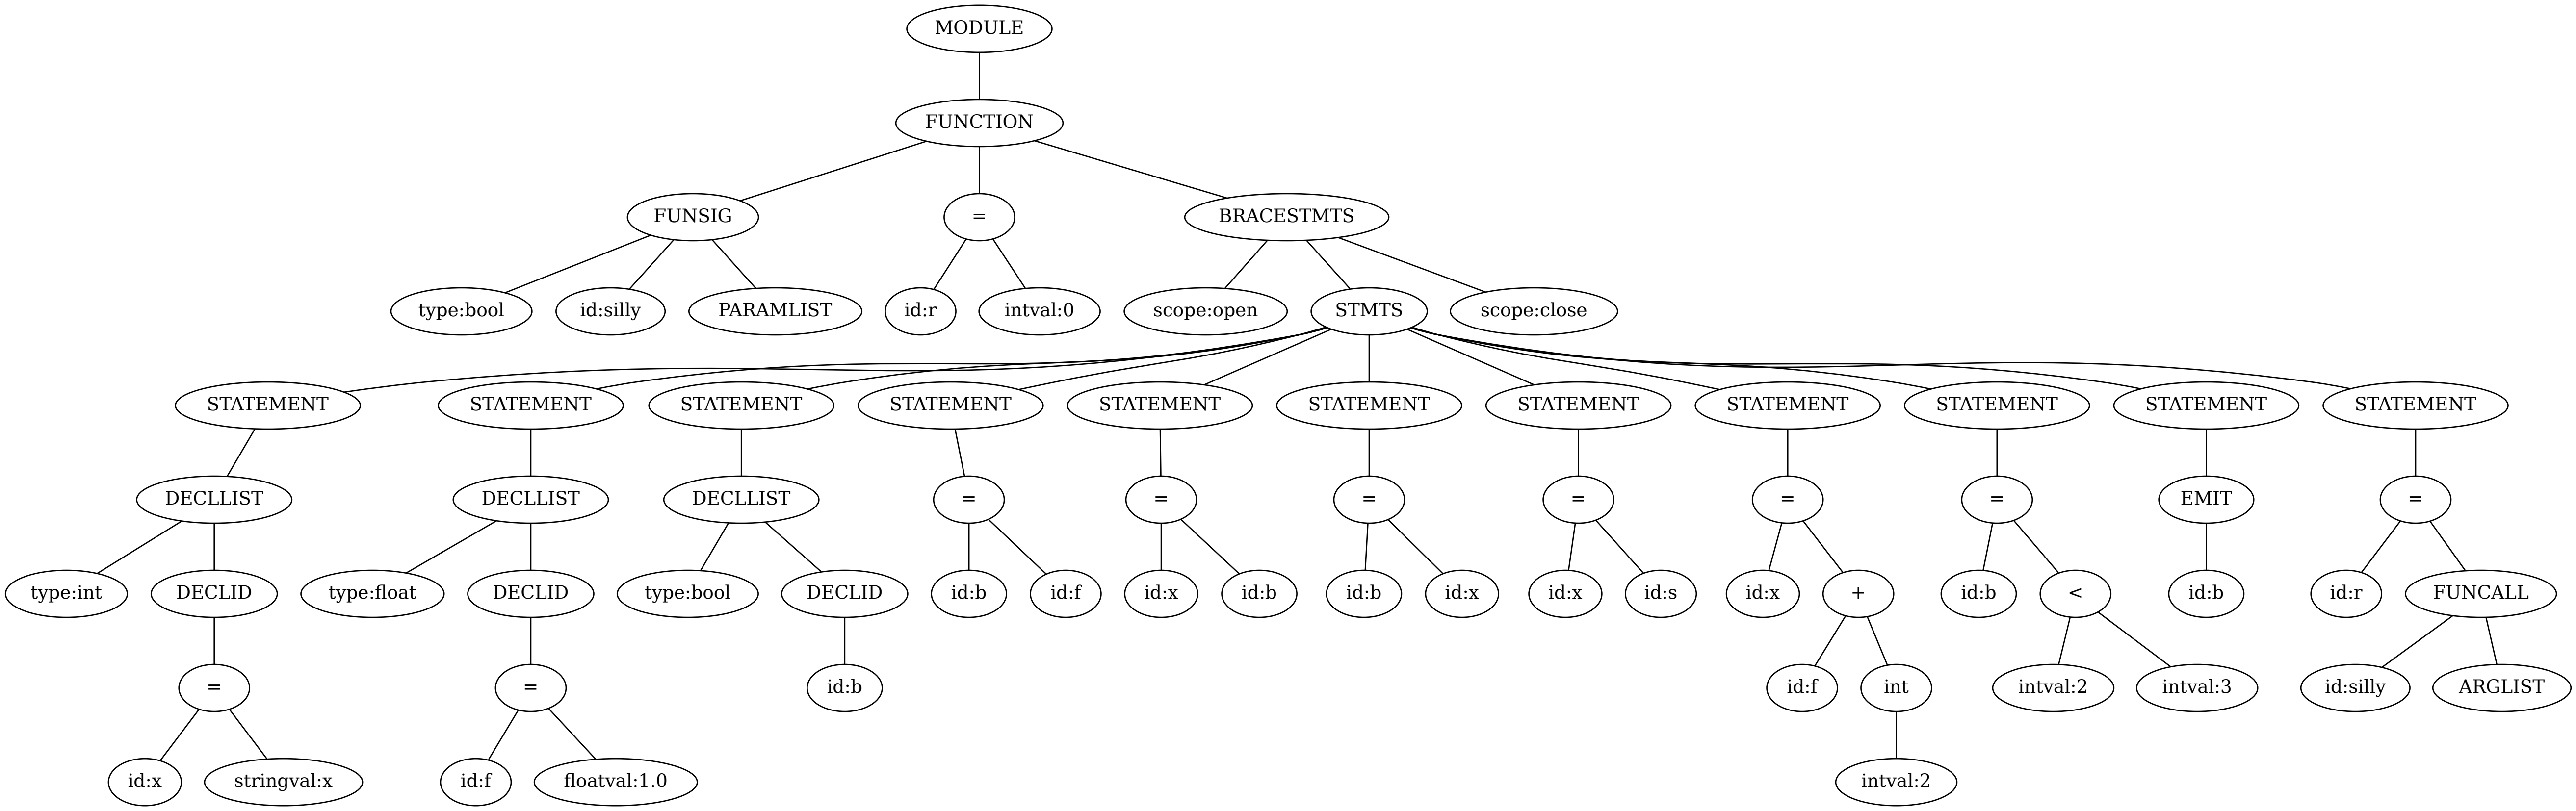 MODULE
FUNCTION
FUNSIG = BRACESTMTS
type:bool id:silly PARAMLIST id:r intval:0 scope:open STMTS scope:close
STATEMENT STATEMENT STATEMENT STATEMENT STATEMENT STATEMENT STATEMENT STATEMENT STATEMENT STATEMENT STATEMENT
DECLLIST DECLLIST DECLLIST = = = = = = EMIT =
type:int DECLID type:float DECLID type:bool DECLID id:b id:f id:x id:b id:b id:x id:x id:s id:x + id:b < id:b id:r FUNCALL
= = id:b id:f int intval:2 intval:3 id:silly ARGLIST
id:x stringval:x id:f floatval:1.0 intval:2